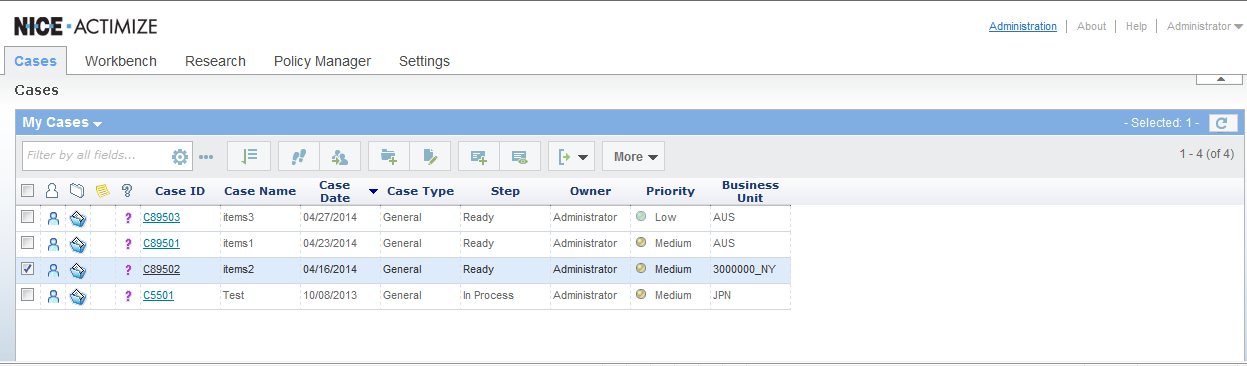 NICE·ACTIMIZE
Administration | About | Help | Administrator
Cases Workbench Research Policy Manager Settings
Cases
My Cases - Selected: 1 -
Filter by all fields... More 1 - 4 (of 4)
? Case ID Case Name Case Date Case Type Step Owner Priority Business Unit
? C89503 items3 04/27/2014 General Ready Administrator Low AUS
? C89501 items1 04/23/2014 General Ready Administrator Medium AUS
? C89502 items2 04/16/2014 General Ready Administrator Medium 3000000_NY
? C5501 Test 10/08/2013 General In Process Administrator Medium JPN